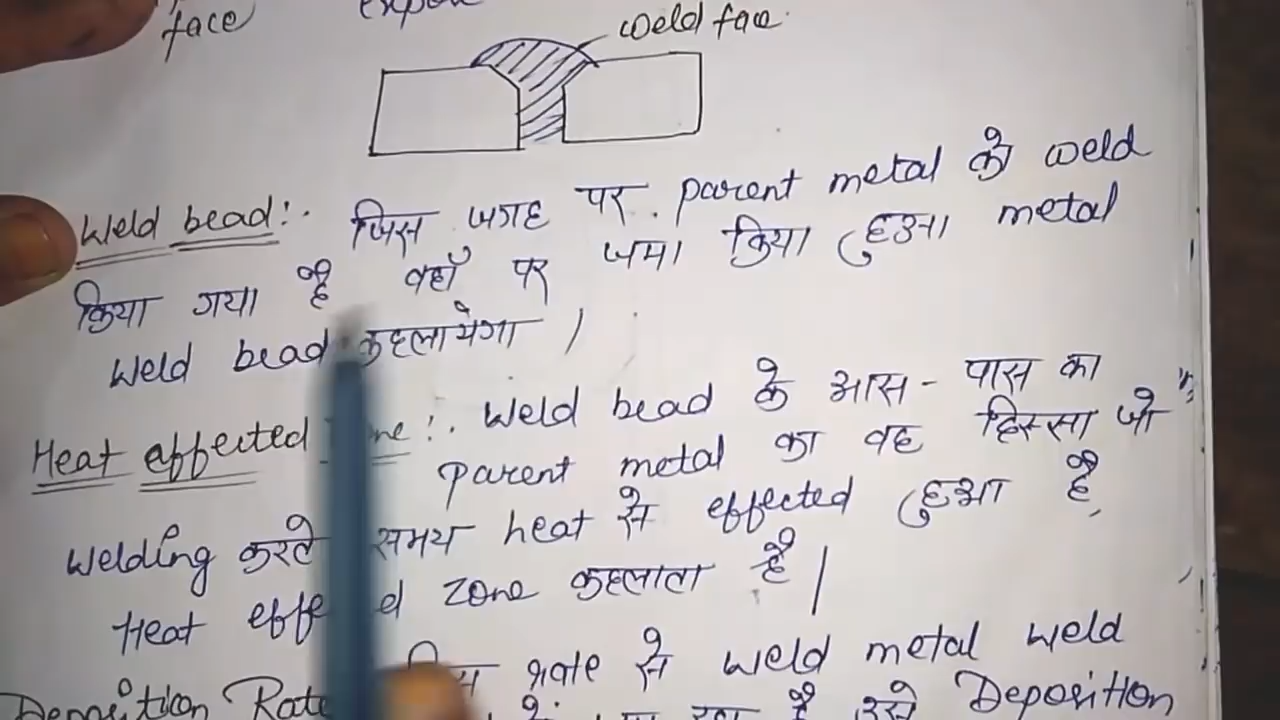 face
weld fac
Weld bead:. जिस जगह पर parent metal को weld
किया गया है वहाँ पर जमा किया हुआ metal
weld bead कहलायेगा ।
Heat effected :. weld bead के आस-पास का
parent metal का वह हिस्सा जो
welding करते समय heat से effected हुआ है,
Heat zone कहलाता है |
Deposition Rate rate से weld metal weld
रहा है उसे Deposition